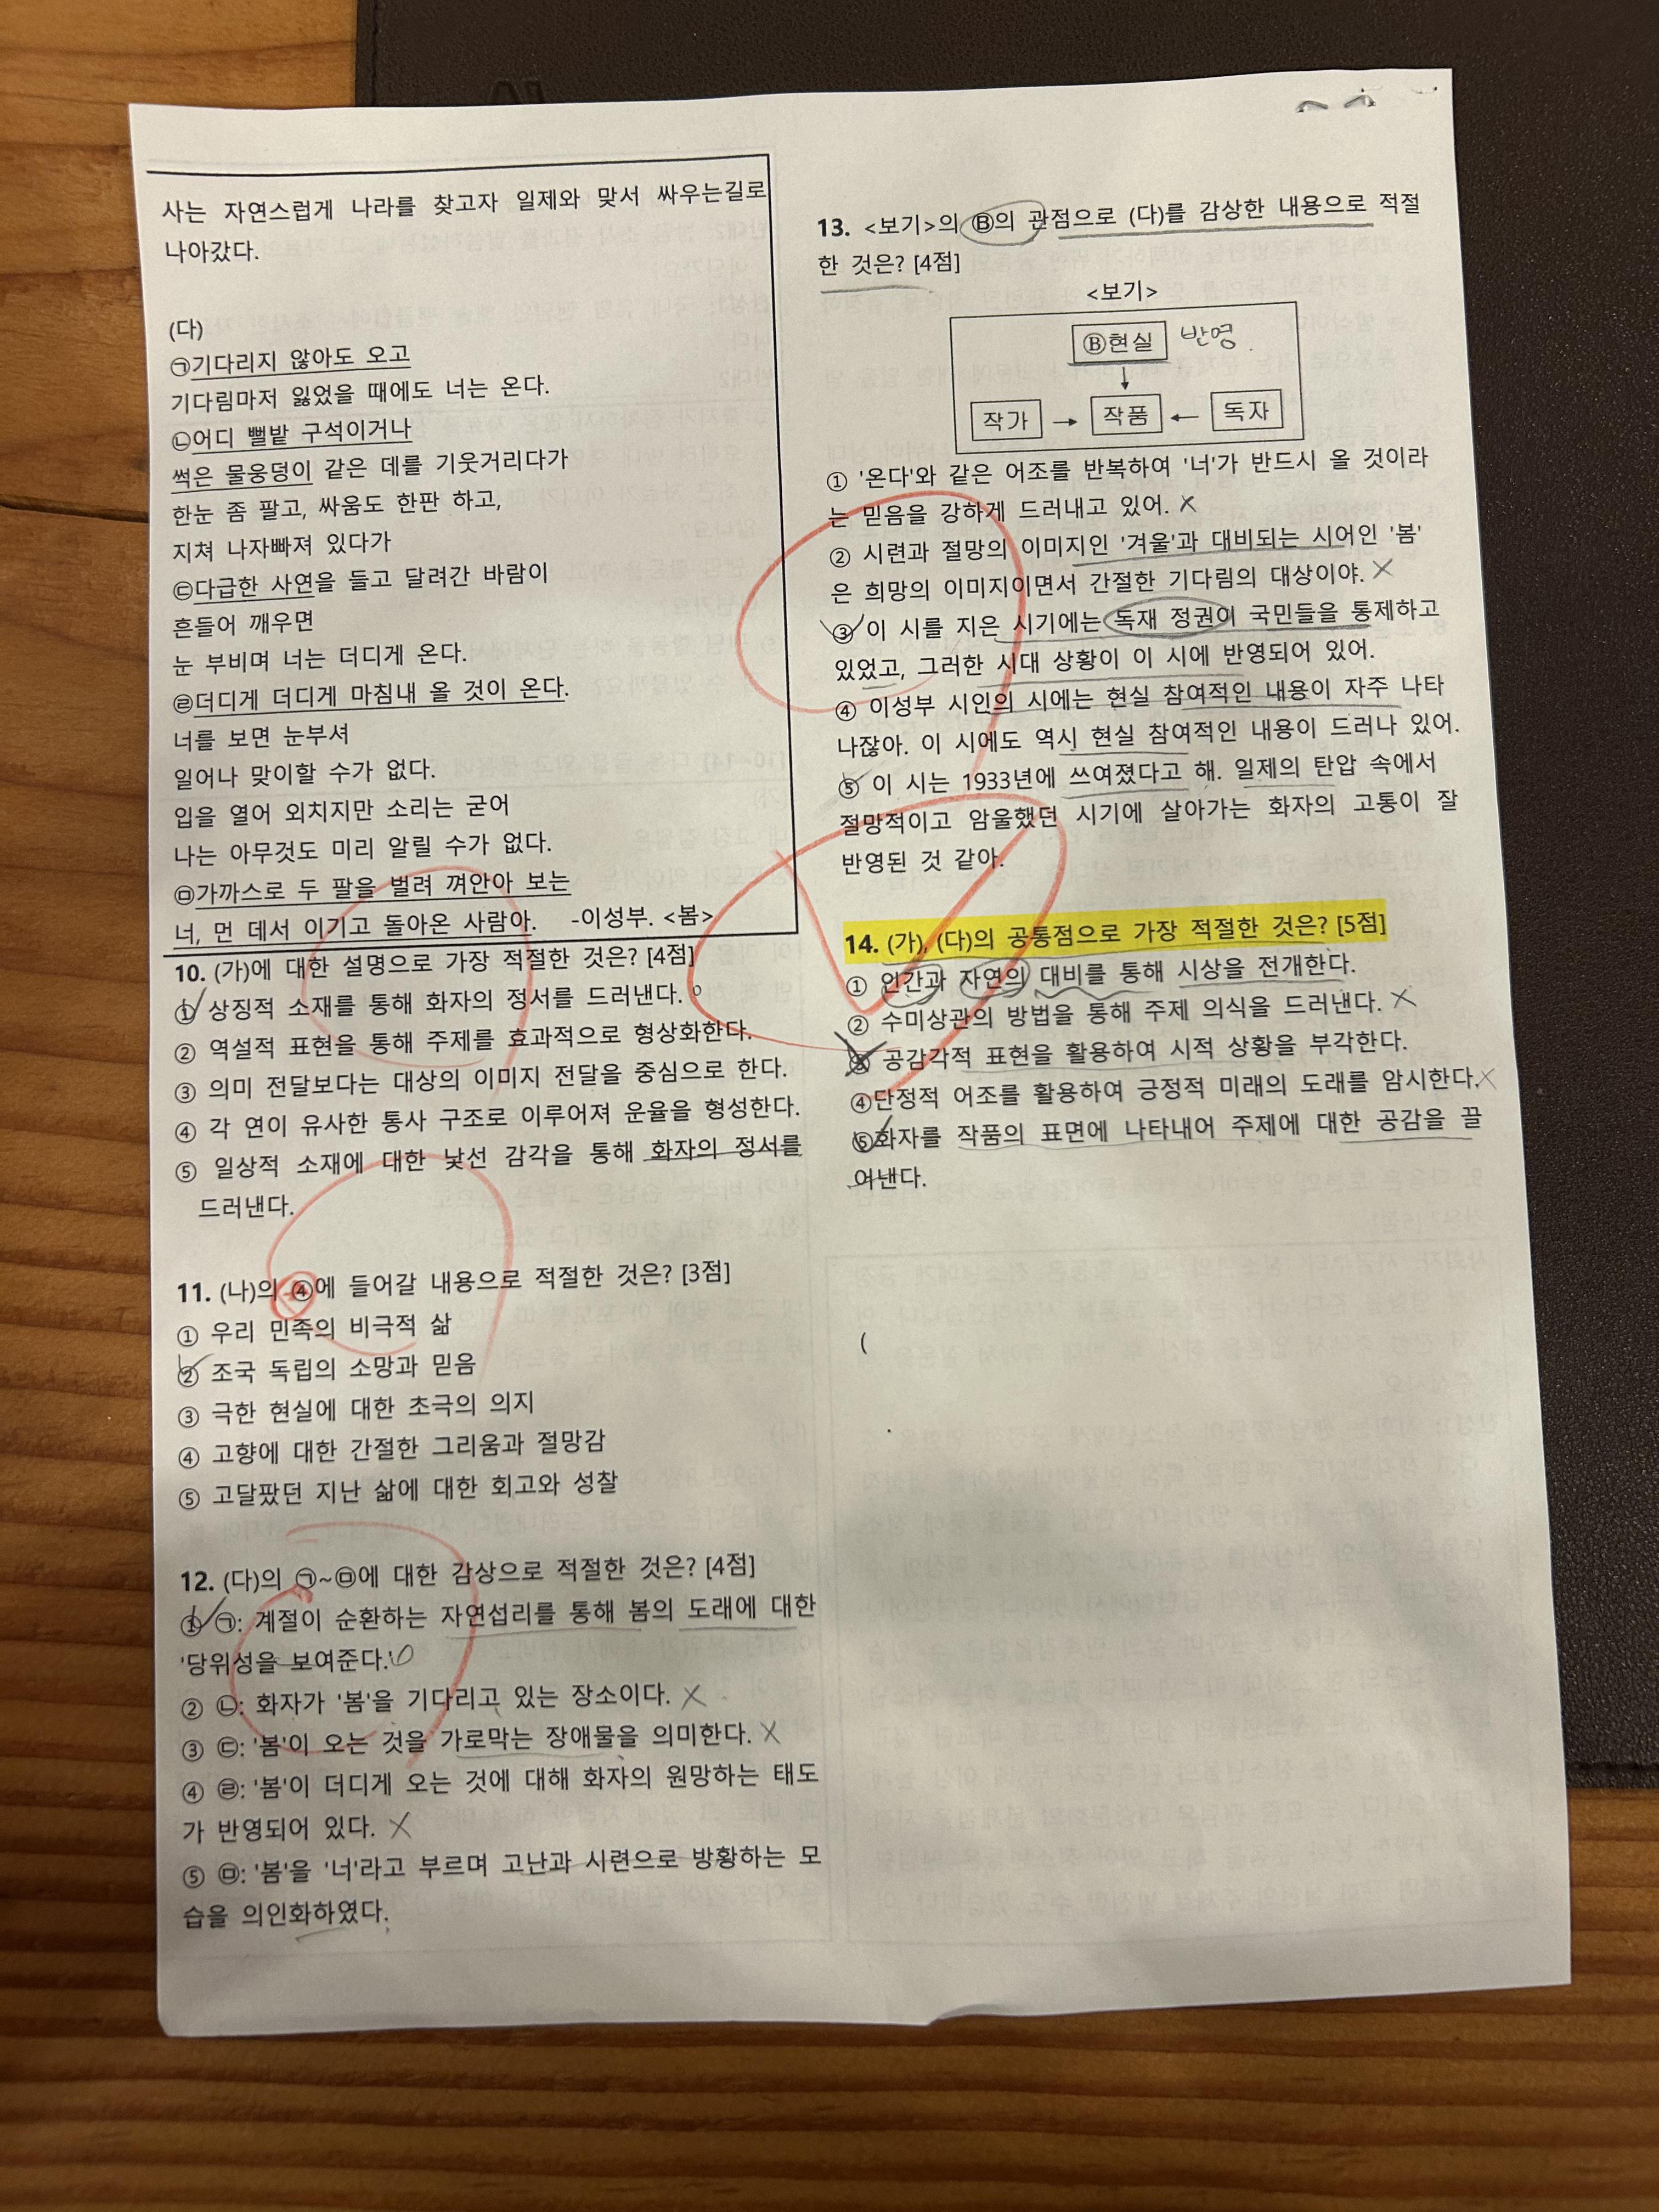 사는 자연스럽게 나라를 찾고자 일제와 맞서 싸우는길로
나아갔다.
(다)
㉠기다리지 않아도 오고
기다림마저 잃었을 때에도 너는 온다.
㉡어디 뻘밭 구석이거나
썩은 물웅덩이 같은 데를 기웃거리다가
한눈 좀 팔고, 싸움도 한판 하고,
지쳐 나자빠져 있다가
㉢다급한 사연을 들고 달려간 바람이
흔들어 깨우면
눈 부비며 너는 더디게 온다.
㉣더디게 더디게 마침내 올 것이 온다.
너를 보면 눈부셔
일어나 맞이할 수가 없다.
입을 열어 외치지만 소리는 굳어
나는 아무것도 미리 알릴 수가 없다.
㉤가까스로 두 팔을 벌려 껴안아 보는
너, 먼 데서 이기고 돌아온 사람아. -이성부. <봄>
10. (가)에 대한 설명으로 가장 적절한 것은? [4점]
① 상징적 소재를 통해 화자의 정서를 드러낸다.
② 역설적 표현을 통해 주제를 효과적으로 형상화한다.
③ 의미 전달보다는 대상의 이미지 전달을 중심으로 한다.
④ 각 연이 유사한 통사 구조로 이루어져 운율을 형성한다.
⑤ 일상적 소재에 대한 낯선 감각을 통해 화자의 정서를
드러낸다.
11. (나)의 ㉮에 들어갈 내용으로 적절한 것은? [3점]
① 우리 민족의 비극적 삶
② 조국 독립의 소망과 믿음
③ 극한 현실에 대한 초극의 의지
④ 고향에 대한 간절한 그리움과 절망감
⑤ 고달팠던 지난 삶에 대한 회고와 성찰
12. (다)의 ㉠~㉤에 대한 감상으로 적절한 것은? [4점]
① ㉠: 계절이 순환하는 자연섭리를 통해 봄의 도래에 대한
'당위성을 보여준다.'
② ㉡: 화자가 '봄'을 기다리고 있는 장소이다.
③ ㉢: '봄'이 오는 것을 가로막는 장애물을 의미한다.
④ ㉣: '봄'이 더디게 오는 것에 대해 화자의 원망하는 태도
가 반영되어 있다.
⑤ ㉤: '봄'을 '너'라고 부르며 고난과 시련으로 방황하는 모
습을 의인화하였다.
13. <보기>의 Ⓑ의 관점으로 (다)를 감상한 내용으로 적절
한 것은? [4점]
<보기>
Ⓑ현실 반영.
작가 → 작품 ← 독자
① '온다'와 같은 어조를 반복하여 '너'가 반드시 올 것이라
는 믿음을 강하게 드러내고 있어.
② 시련과 절망의 이미지인 '겨울'과 대비되는 시어인 '봄'
은 희망의 이미지이면서 간절한 기다림의 대상이야.
③ 이 시를 지은 시기에는 독재 정권이 국민들을 통제하고
있었고, 그러한 시대 상황이 이 시에 반영되어 있어.
④ 이성부 시인의 시에는 현실 참여적인 내용이 자주 나타
나잖아. 이 시에도 역시 현실 참여적인 내용이 드러나 있어.
⑤ 이 시는 1933년에 쓰여졌다고 해. 일제의 탄압 속에서
절망적이고 암울했던 시기에 살아가는 화자의 고통이 잘
반영된 것 같아.
14. (가), (다)의 공통점으로 가장 적절한 것은? [5점]
① 인간과 자연의 대비를 통해 시상을 전개한다.
② 수미상관의 방법을 통해 주제 의식을 드러낸다.
③ 공감각적 표현을 활용하여 시적 상황을 부각한다.
④단정적 어조를 활용하여 긍정적 미래의 도래를 암시한다.
⑤화자를 작품의 표면에 나타내어 주제에 대한 공감을 끌
어낸다.